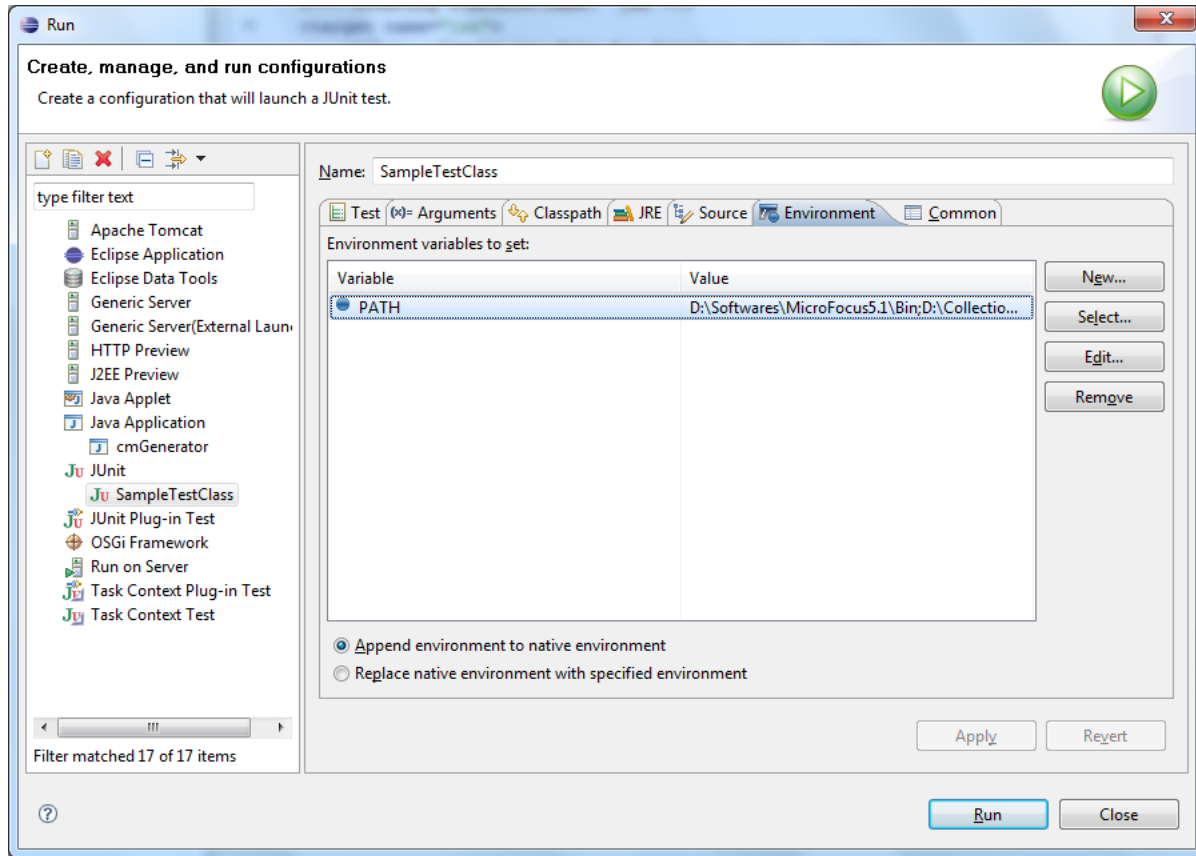 Run
Create, manage, and run configurations
Create a configuration that will launch a JUnit test.
type filter text
Apache Tomcat
Eclipse Application
Eclipse Data Tools
Generic Server
Generic Server(External Laun
HTTP Preview
J2EE Preview
Java Applet
Java Application
cmGenerator
JUnit
SampleTestClass
JUnit Plug-in Test
OSGi Framework
Run on Server
Task Context Plug-in Test
Task Context Test
Filter matched 17 of 17 items
Name: SampleTestClass
Test (x)= Arguments Classpath JRE Source Environment Common
Environment variables to set:
Variable Value
PATH D:\Softwares\MicroFocus5.1\Bin;D:\Collectio...
New...
Select...
Edit...
Remove
Append environment to native environment
Replace native environment with specified environment
Apply Revert
Run Close